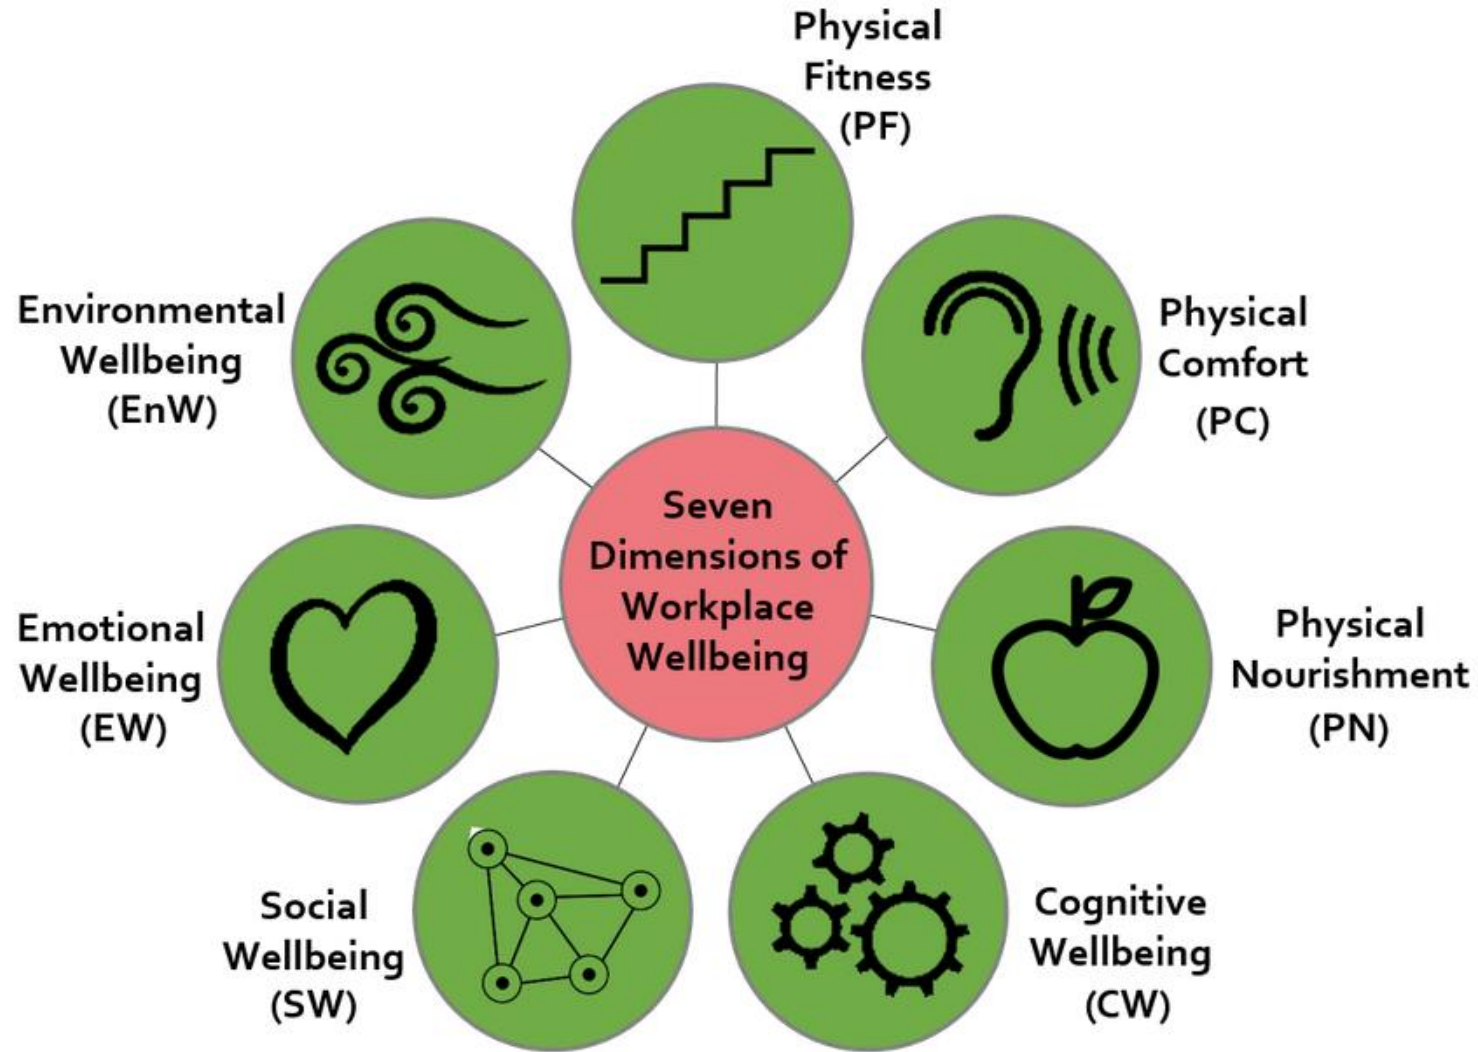 Physical
Fitness
(PF)
Physical
Comfort
(PC)
Physical
Nourishment
(PN)
Cognitive
Wellbeing
(CW)
Social
Wellbeing
(SW)
Emotional
Wellbeing
(EW)
Environmental
Wellbeing
(EnW)
Seven
Dimensions of
Workplace
Wellbeing